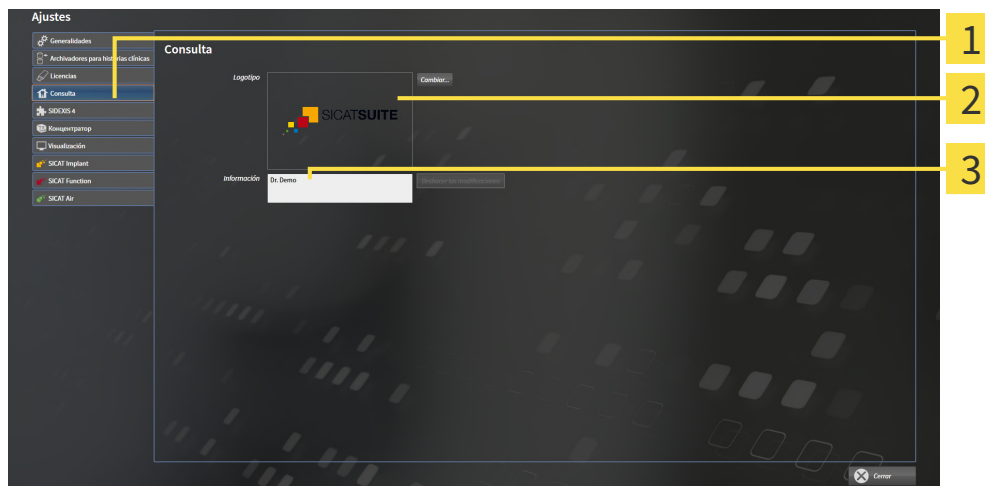 Ajustes
Generalidades
Archivadores para historias clínicas
Licencias
Consulta
SIDEXIS 4
Концентратор
Visualización
SICAT Implant
SICAT Function
SICAT Air
Consulta
Logotipo
SICATSUITE
Cambiar...
Información
Dr. Demo
Deshacer las modificaciones
Cerrar
1
2
3